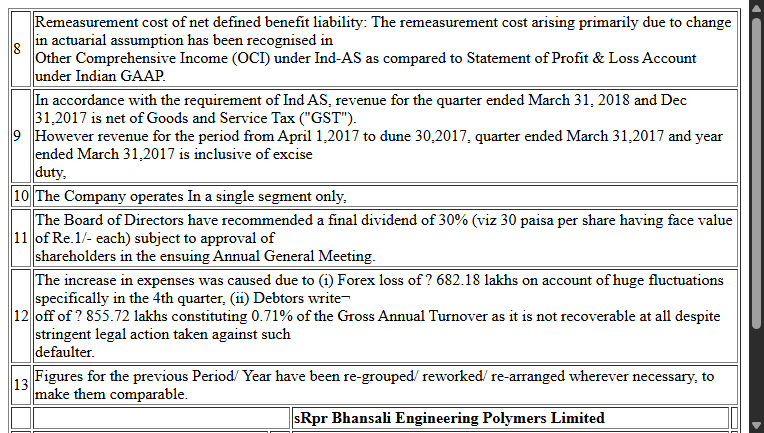 8 Remeasurement cost of net defined benefit liability: The remeasurement cost arising primarily due to change
in actuarial assumption has been recognised in
Other Comprehensive Income (OCI) under Ind-AS as compared to Statement of Profit & Loss Account
under Indian GAAP.
9 In accordance with the requirement of Ind AS, revenue for the quarter ended March 31, 2018 and Dec
31,2017 is net of Goods and Service Tax ("GST").
However revenue for the period from April 1,2017 to dune 30,2017, quarter ended March 31,2017 and year
ended March 31,2017 is inclusive of excise
duty,
10 The Company operates In a single segment only,
11 The Board of Directors have recommended a final dividend of 30% (viz 30 paisa per share having face value
of Re.1/- each) subject to approval of
shareholders in the ensuing Annual General Meeting.
12 The increase in expenses was caused due to (i) Forex loss of ? 682.18 lakhs on account of huge fluctuations
specifically in the 4th quarter, (ii) Debtors write¬
off of ? 855.72 lakhs constituting 0.71% of the Gross Annual Turnover as it is not recoverable at all despite
stringent legal action taken against such
defaulter.
13 Figures for the previous Period/ Year have been re-grouped/ reworked/ re-arranged wherever necessary, to
make them comparable.
sRpr Bhansali Engineering Polymers Limited